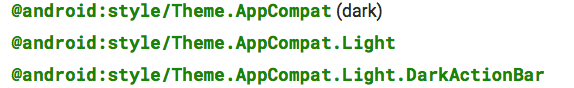 @android:style/Theme.AppCompat (dark)
@android:style/Theme.AppCompat.Light
@android:style/Theme.AppCompat.Light.DarkActionBar